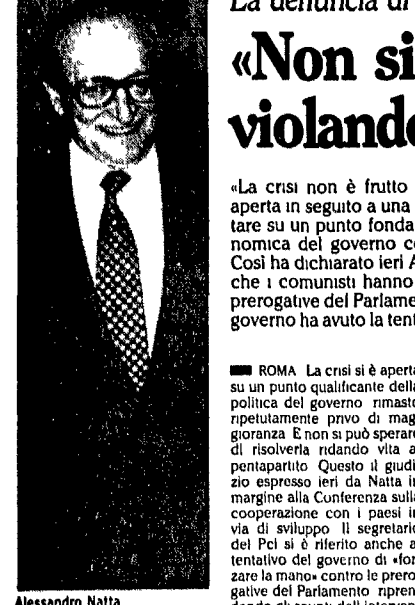 La denuncia di
«Non si
violando
«La crisi non è frutto
aperta in seguito a una
tare su un punto fonda
nomica del governo co
Così ha dichiarato ieri A
che i comunisti hanno
prerogative del Parlame
governo ha avuto la tent
ROMA La crisi si è aperta
su un punto qualificante della
politica del governo rimasto
ripetutamente privo di mag
gioranza E non si può sperare
di risolverla ridando vita a
pentapartito Questo il giudi
zio espresso ieri da Natta in
margine alla Conferenza sulla
cooperazione con i paesi in
via di sviluppo Il segretario
del Pci si è riferito anche a
tentativo del governo di «for
zare la mano» contro le prero
gative del Parlamento ripren
Alessandro Natta